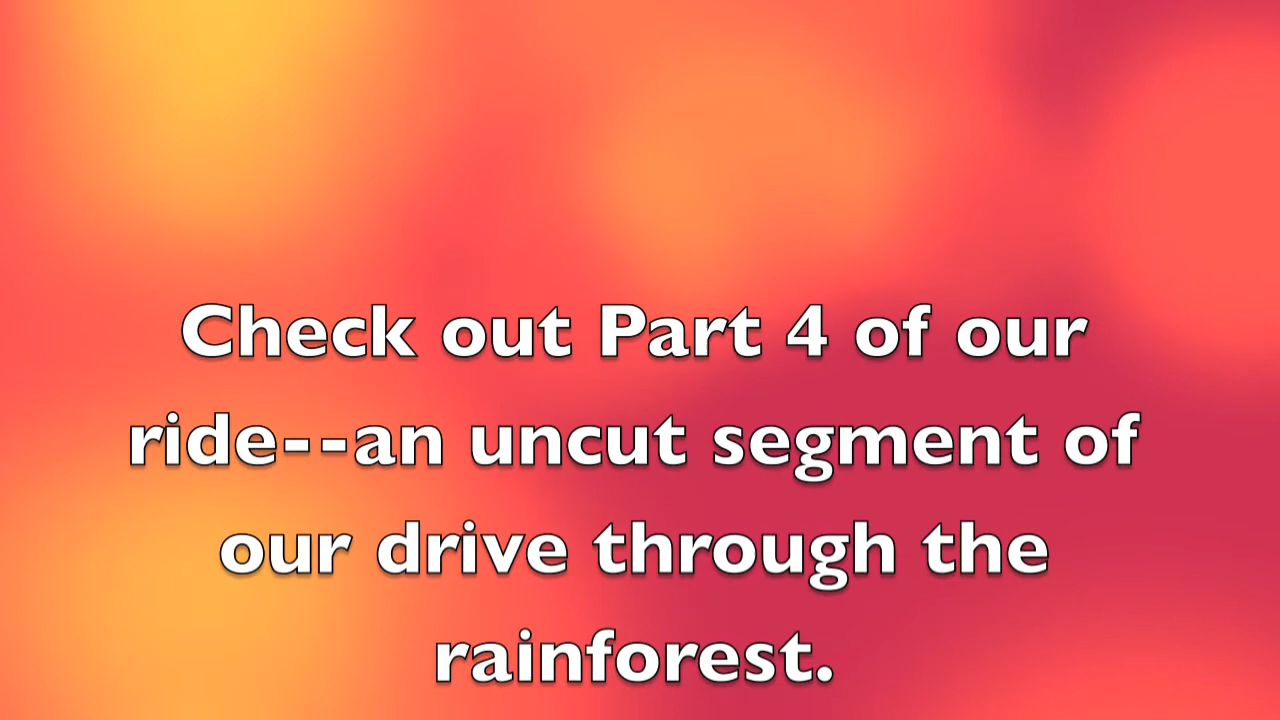 Check out Part 4 of our
ride--an uncut segment of
our drive through the
rainforest.